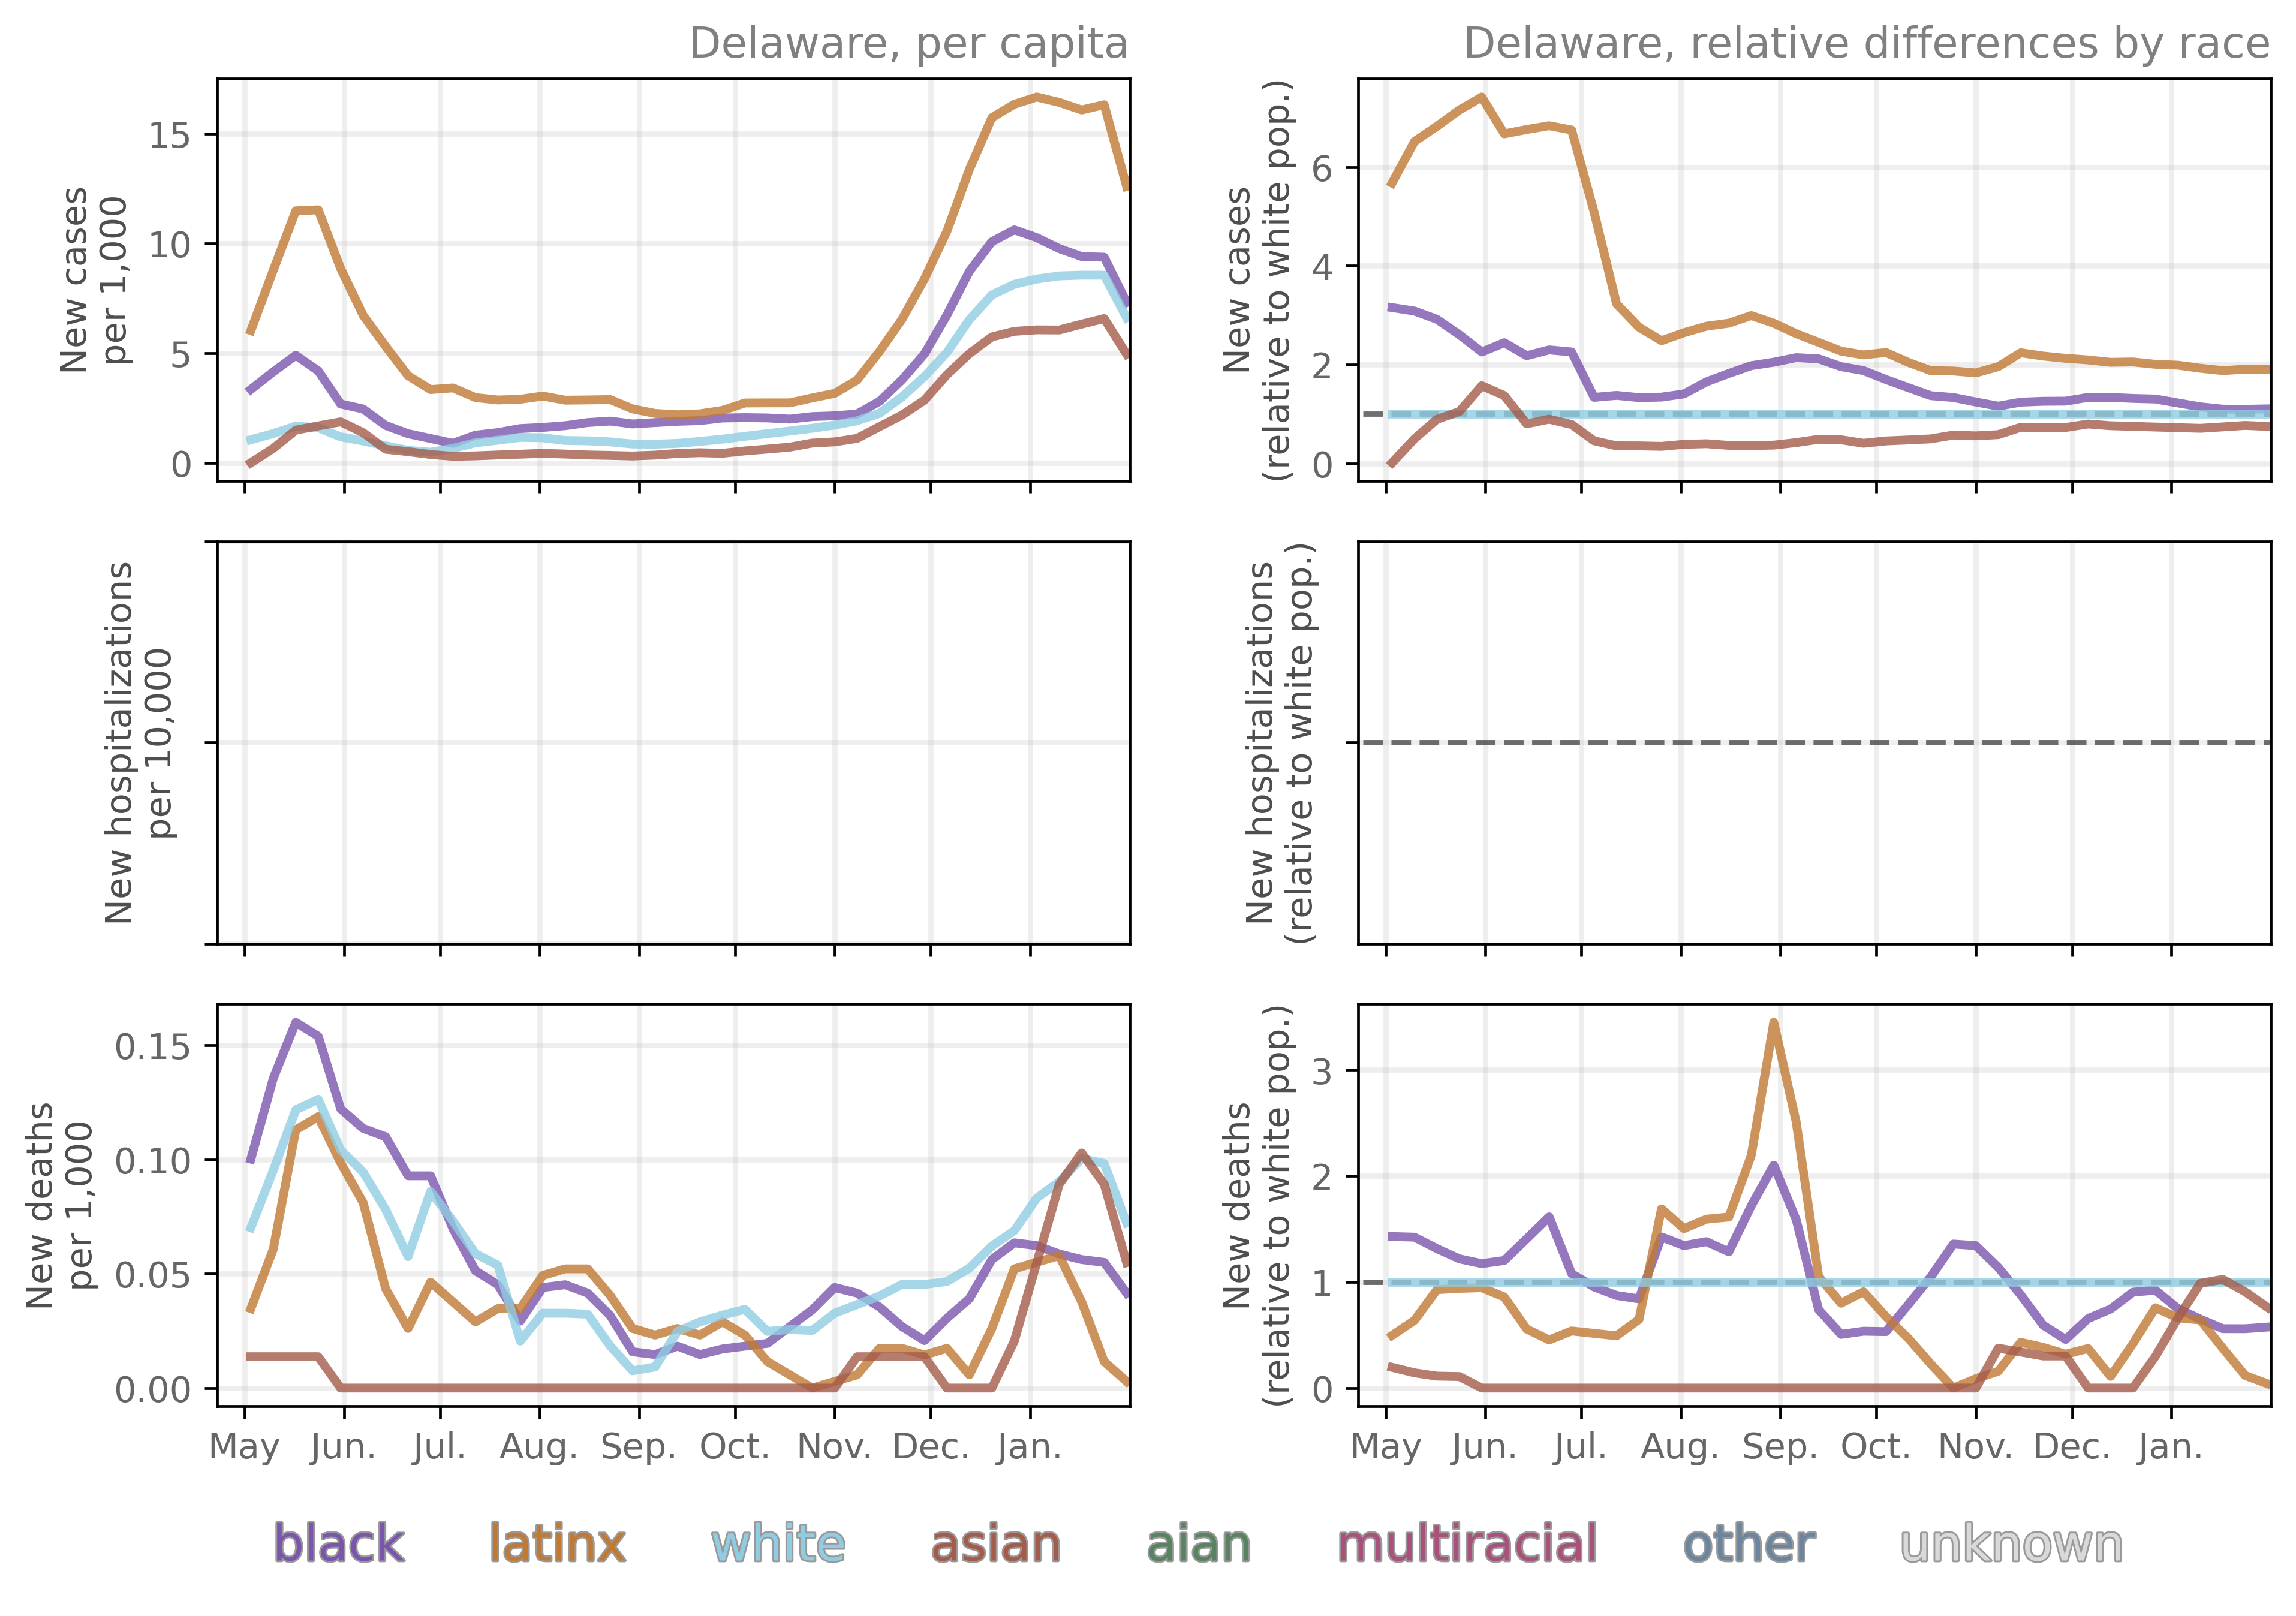 Delaware, per capita
Delaware, relative differences by race
New cases
per 1,000
15
10
5
0
New cases
(relative to white pop.)
6
4
2
0
New hospitalizations
per 10,000
New hospitalizations
(relative to white pop.)
New deaths
per 1,000
0.15
0.10
0.05
0.00
May Jun. Jul. Aug. Sep. Oct. Nov. Dec. Jan.
New deaths
(relative to white pop.)
3
2
1
0
May Jun. Jul. Aug. Sep. Oct. Nov. Dec. Jan.
black latinx white asian aian multiracial other unknown